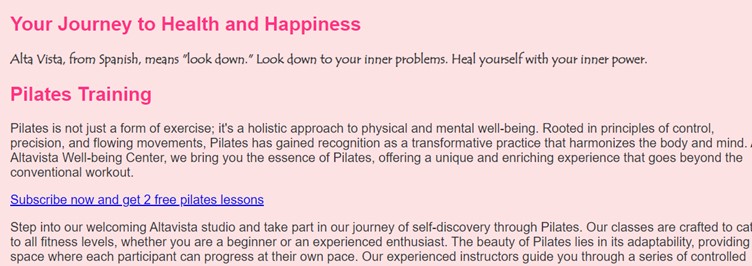 Your Journey to Health and Happiness
Alta Vista, from Spanish, means "look down." Look down to your inner problems. Heal yourself with your inner power.
Pilates Training
Pilates is not just a form of exercise; it's a holistic approach to physical and mental well-being. Rooted in principles of control,
precision, and flowing movements, Pilates has gained recognition as a transformative practice that harmonizes the body and mind.
Altavista Well-being Center, we bring you the essence of Pilates, offering a unique and enriching experience that goes beyond the
conventional workout.
Subscribe now and get 2 free pilates lessons
Step into our welcoming Altavista studio and take part in our journey of self-discovery through Pilates. Our classes are crafted to
to all fitness levels, whether you are a beginner or an experienced enthusiast. The beauty of Pilates lies in its adaptability, providing
space where each participant can progress at their own pace. Our experienced instructors guide you through a series of controlled